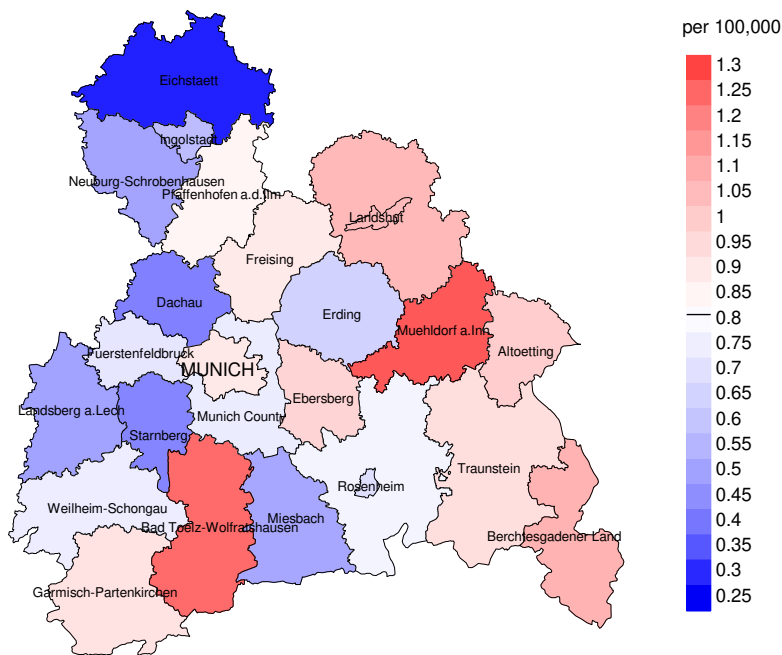 per 100,000
1.3
1.25
1.2
1.15
1.1
1.05
1
0.95
0.9
0.85
0.8
0.75
0.7
0.65
0.6
0.55
0.5
0.45
0.4
0.35
0.3
0.25
Eichstaett
Ingolstadt
Neuburg-Schrobenhausen
Pfaffenhofen a.d.Ilm
Landshut
Freising
Dachau
Erding
Muehldorf a.Inn
Altoetting
Fuerstenfeldbruck
MUNICH
Ebersberg
Landsberg a.Lech
Munich County
Starnberg
Traunstein
Rosenheim
Weilheim-Schongau
Miesbach
Bad Toelz-Wolfratshausen
Berchtesgadener Land
Garmisch-Partenkirchen